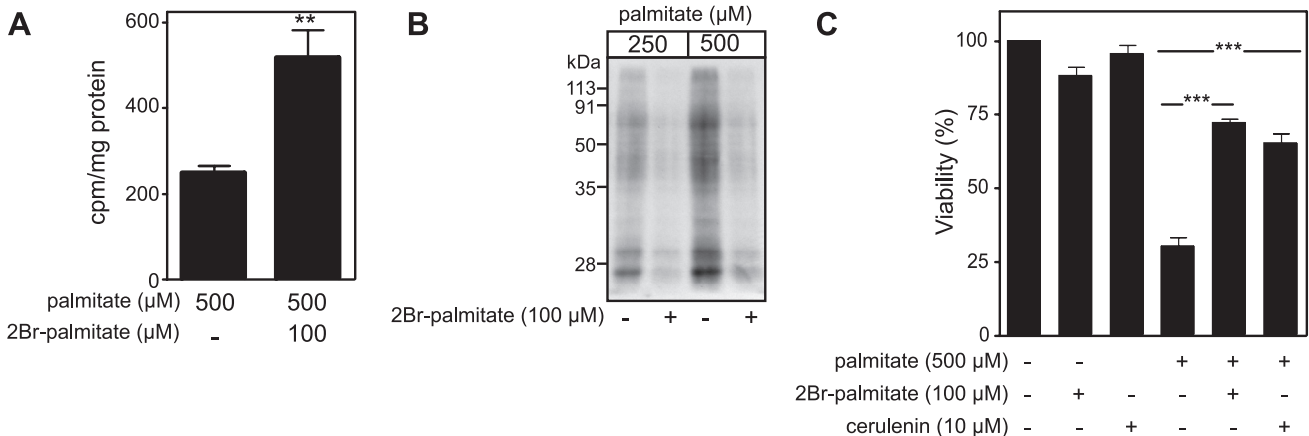 A
cpm/mg protein
600
400
200
0
**
palmitate (µM) 500 500
2Br-palmitate (µM) - 100
B
palmitate (µM)
250 500
kDa
113
91
50
35
28
2Br-palmitate (100 µM) - + - +
C
Viability (%)
100
75
50
25
0
***
***
palmitate (500 µM) - - - + + +
2Br-palmitate (100 µM) - + - - + -
cerulenin (10 µM) - - + - - +